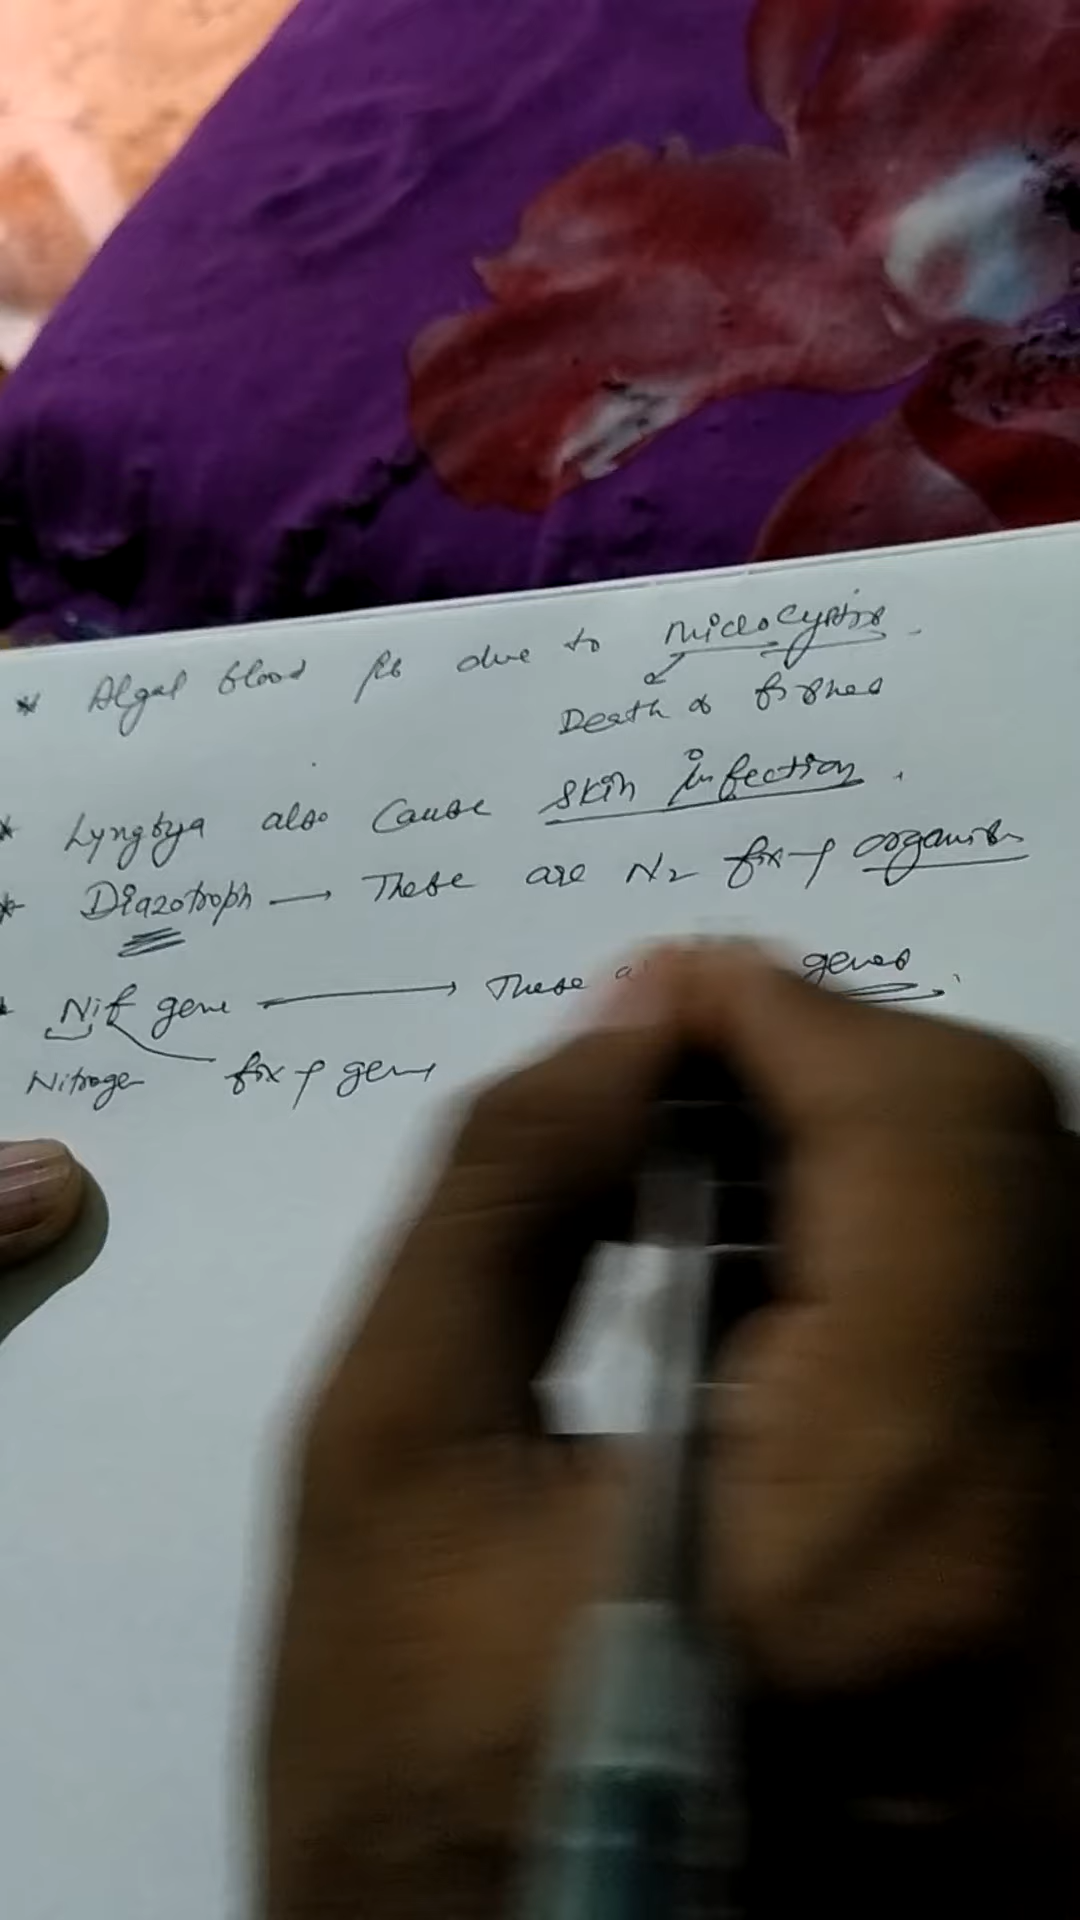 * Algal blood is due to microcystis.
Death of fishes
* Lyngbya also cause skin infection.
* Diazotroph → These are N2 fix-f organism
* Nif gene → These genes.
Nitrogen fix-f gene